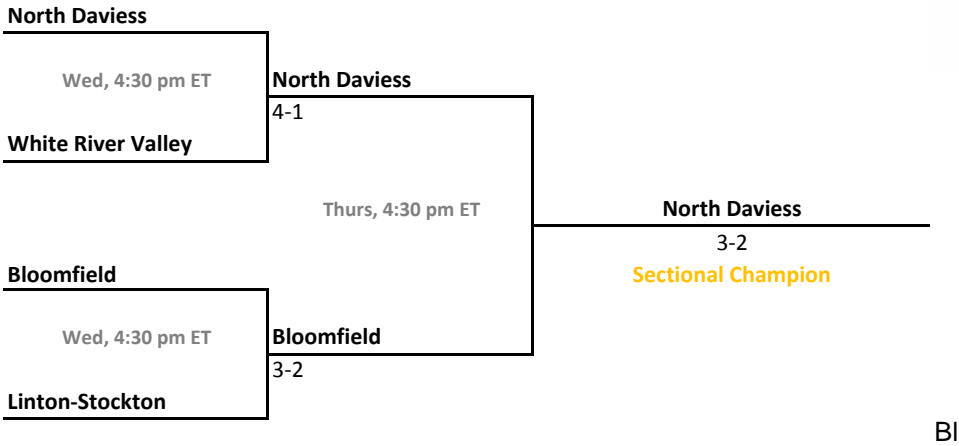 North Daviess
Wed, 4:30 pm ET
North Daviess
4-1
White River Valley
Thurs, 4:30 pm ET
North Daviess
3-2
Sectional Champion
Bloomfield
Wed, 4:30 pm ET
Bloomfield
3-2
Linton-Stockton
Bl